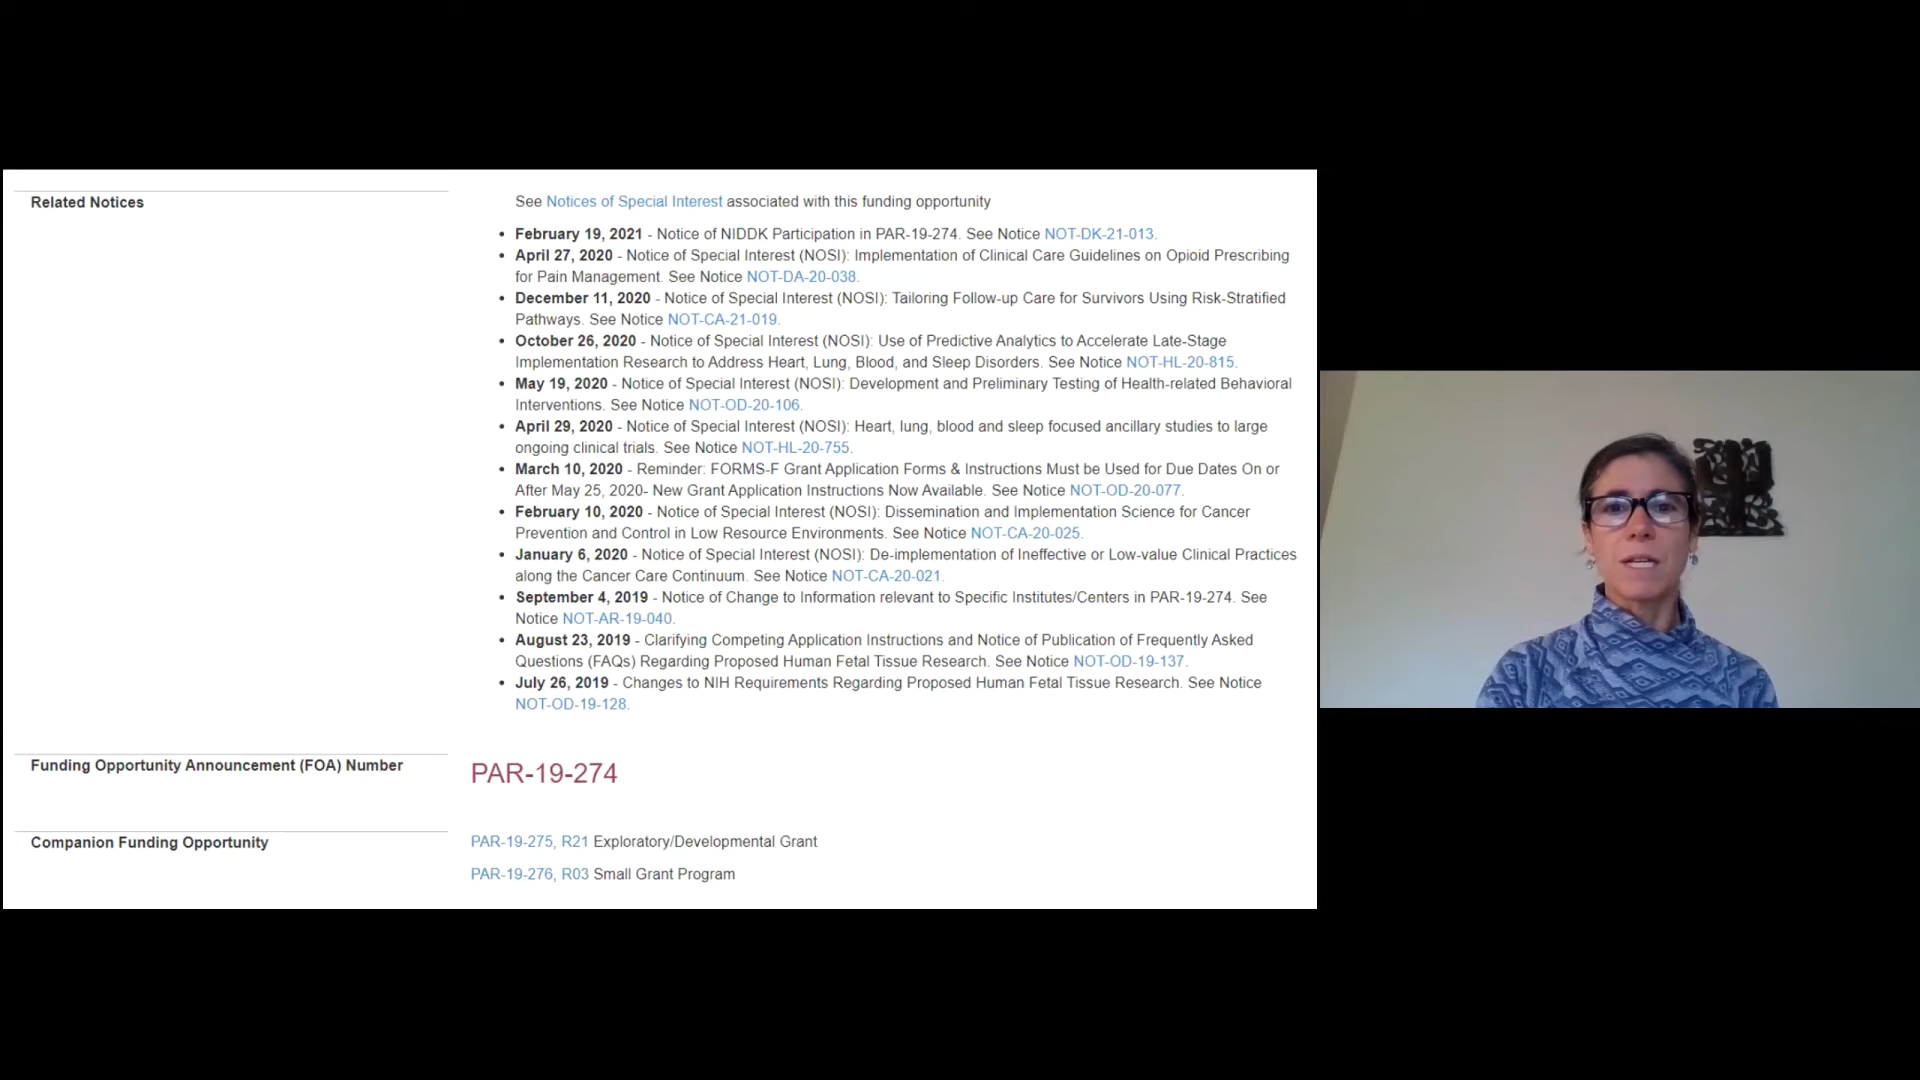 Related Notices
See Notices of Special Interest associated with this funding opportunity
• February 19, 2021 - Notice of NIDDK Participation in PAR-19-274. See Notice NOT-DK-21-013.
• April 27, 2020 - Notice of Special Interest (NOSI): Implementation of Clinical Care Guidelines on Opioid Prescribing
for Pain Management. See Notice NOT-DA-20-038.
• December 11, 2020 - Notice of Special Interest (NOSI): Tailoring Follow-up Care for Survivors Using Risk-Stratified
Pathways. See Notice NOT-CA-21-019.
• October 26, 2020 - Notice of Special Interest (NOSI): Use of Predictive Analytics to Accelerate Late-Stage
Implementation Research to Address Heart, Lung, Blood, and Sleep Disorders. See Notice NOT-HL-20-815.
• May 19, 2020 - Notice of Special Interest (NOSI): Development and Preliminary Testing of Health-related Behavioral
Interventions. See Notice NOT-OD-20-106.
• April 29, 2020 - Notice of Special Interest (NOSI): Heart, lung, blood and sleep focused ancillary studies to large
ongoing clinical trials. See Notice NOT-HL-20-755.
• March 10, 2020 - Reminder: FORMS-F Grant Application Forms & Instructions Must be Used for Due Dates On or
After May 25, 2020- New Grant Application Instructions Now Available. See Notice NOT-OD-20-077.
• February 10, 2020 - Notice of Special Interest (NOSI): Dissemination and Implementation Science for Cancer
Prevention and Control in Low Resource Environments. See Notice NOT-CA-20-025.
• January 6, 2020 - Notice of Special Interest (NOSI): De-implementation of Ineffective or Low-value Clinical Practices
along the Cancer Care Continuum. See Notice NOT-CA-20-021.
• September 4, 2019 - Notice of Change to Information relevant to Specific Institutes/Centers in PAR-19-274. See
Notice NOT-AR-19-040.
• August 23, 2019 - Clarifying Competing Application Instructions and Notice of Publication of Frequently Asked
Questions (FAQs) Regarding Proposed Human Fetal Tissue Research. See Notice NOT-OD-19-137.
• July 26, 2019 - Changes to NIH Requirements Regarding Proposed Human Fetal Tissue Research. See Notice
NOT-OD-19-128.
Funding Opportunity Announcement (FOA) Number
PAR-19-274
Companion Funding Opportunity
PAR-19-275, R21 Exploratory/Developmental Grant
PAR-19-276, R03 Small Grant Program